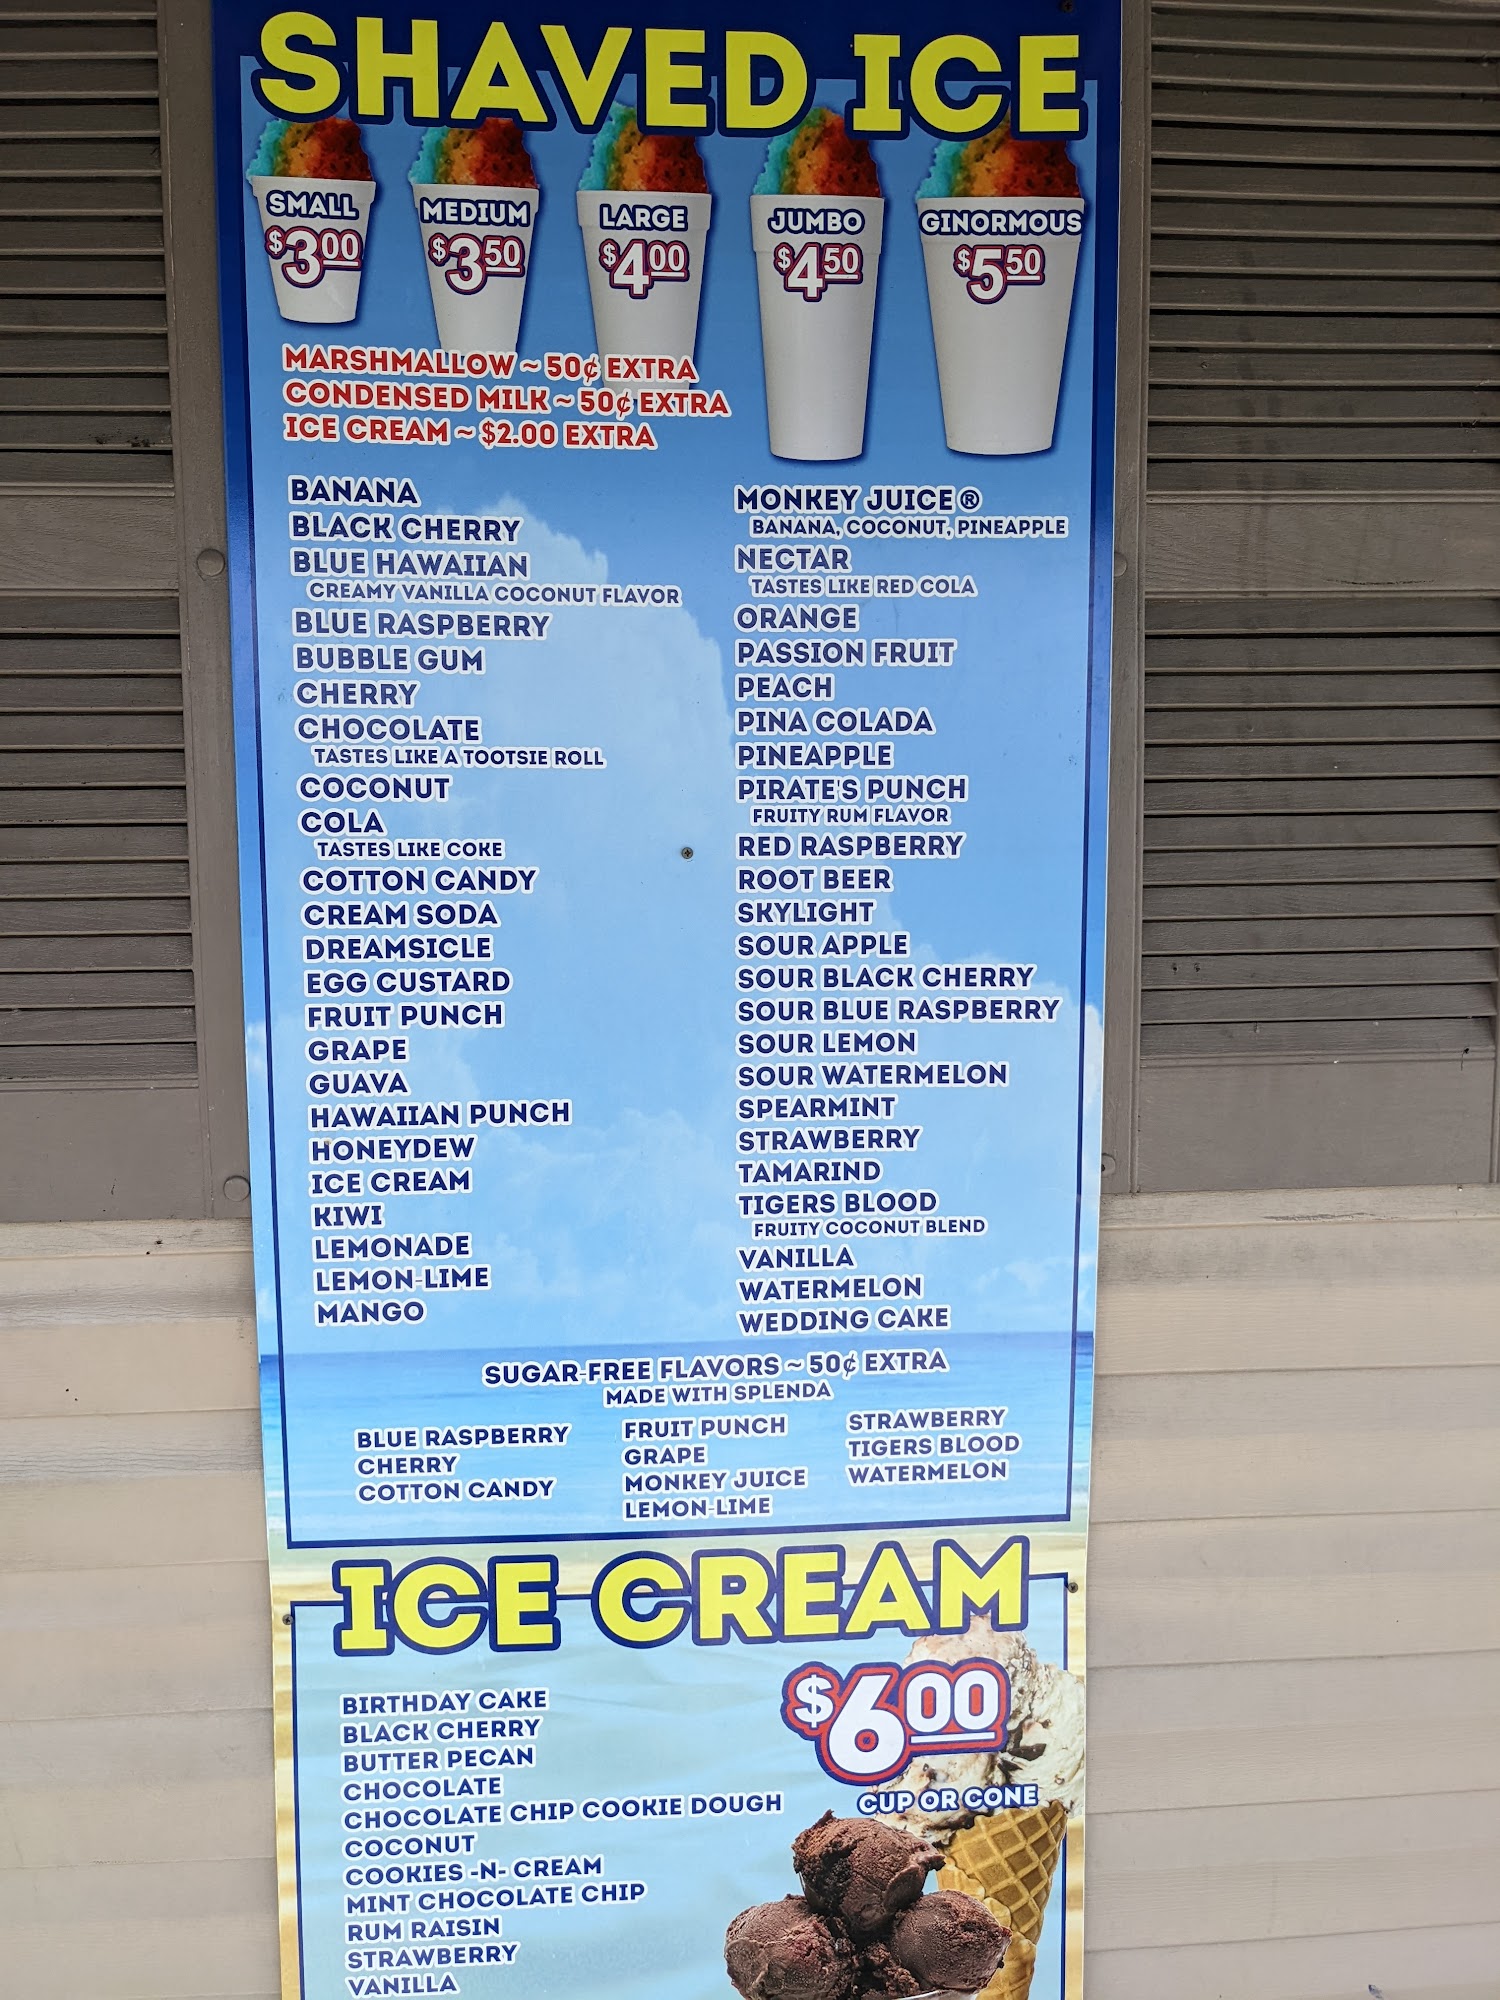 SHAVED ICE
SMALL
$3.00
MEDIUM
$3.50
LARGE
$4.00
JUMBO
$4.50
GINORMOUS
$5.50
MARSHMALLOW ~ 50¢ EXTRA
CONDENSED MILK ~ 50¢ EXTRA
ICE CREAM ~ $2.00 EXTRA
BANANA
BLACK CHERRY
BLUE HAWAIIAN
CREAMY VANILLA COCONUT FLAVOR
BLUE RASPBERRY
BUBBLE GUM
CHERRY
CHOCOLATE
TASTES LIKE A TOOTSIE ROLL
COCONUT
COLA
TASTES LIKE COKE
COTTON CANDY
CREAM SODA
DREAMSICLE
EGG CUSTARD
FRUIT PUNCH
GRAPE
GUAVA
HAWAIIAN PUNCH
HONEYDEW
ICE CREAM
KIWI
LEMONADE
LEMON-LIME
MANGO
MONKEY JUICE ®
BANANA, COCONUT, PINEAPPLE
NECTAR
TASTES LIKE RED COLA
ORANGE
PASSION FRUIT
PEACH
PINA COLADA
PINEAPPLE
PIRATE'S PUNCH
FRUITY RUM FLAVOR
RED RASPBERRY
ROOT BEER
SKYLIGHT
SOUR APPLE
SOUR BLACK CHERRY
SOUR BLUE RASPBERRY
SOUR LEMON
SOUR WATERMELON
SPEARMINT
STRAWBERRY
TAMARIND
TIGERS BLOOD
FRUITY COCONUT BLEND
VANILLA
WATERMELON
WEDDING CAKE
SUGAR-FREE FLAVORS ~ 50¢ EXTRA
MADE WITH SPLENDA
BLUE RASPBERRY
CHERRY
COTTON CANDY
FRUIT PUNCH
GRAPE
MONKEY JUICE
LEMON-LIME
STRAWBERRY
TIGERS BLOOD
WATERMELON
ICE CREAM
$6.00
CUP OR CONE
BIRTHDAY CAKE
BLACK CHERRY
BUTTER PECAN
CHOCOLATE
CHOCOLATE CHIP COOKIE DOUGH
COCONUT
COOKIES -N- CREAM
MINT CHOCOLATE CHIP
RUM RAISIN
STRAWBERRY
VANILLA